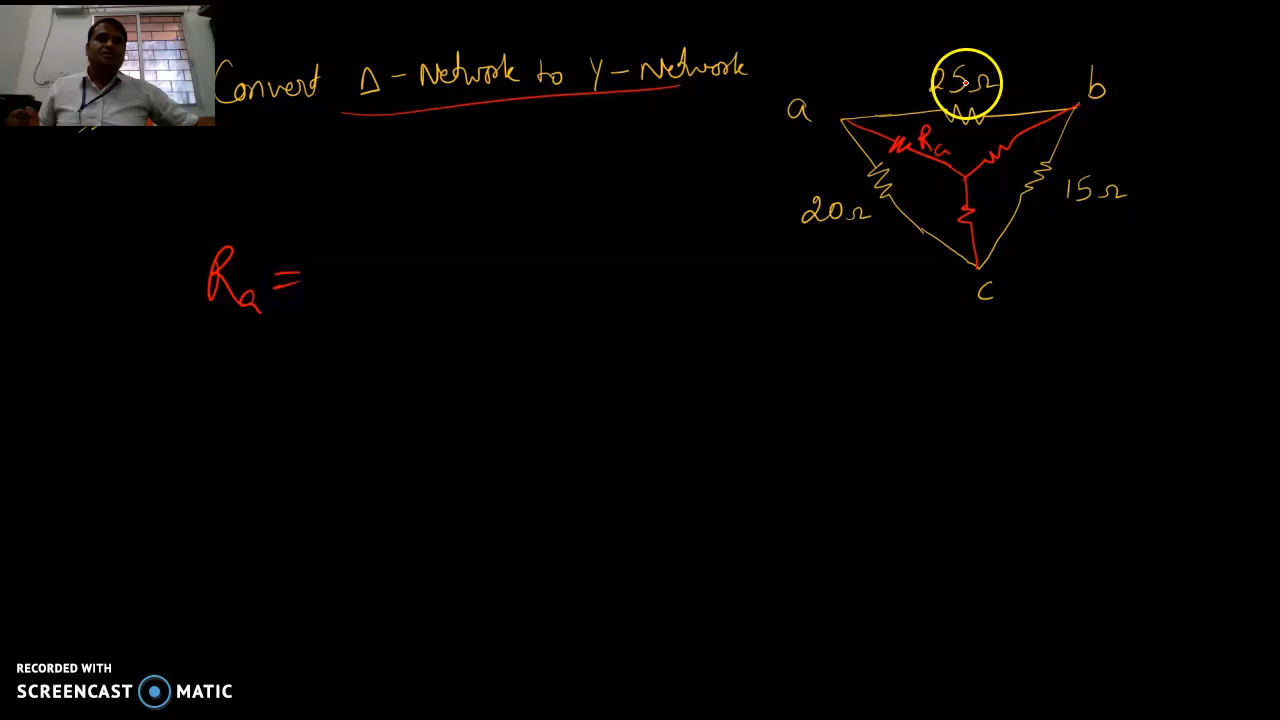 Convert Δ - Network to Y - Network
25Ω
a
b
Ra
20Ω
15Ω
c
Ra =
RECORDED WITH
SCREENCAST MATIC